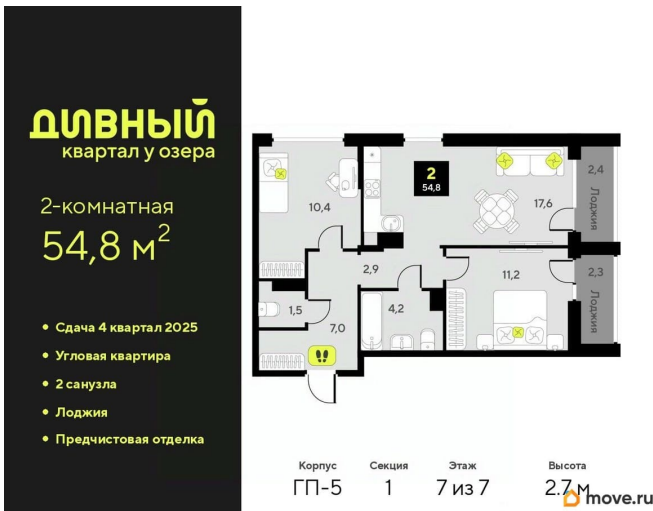 ДИВНЫЙ
квартал у озера
2-комнатная
54,8 м²
• Сдача 4 квартал 2025
• Угловая квартира
• 2 санузла
• Лоджия
• Предчистовая отделка
2
54,8
10,4
17,6
2,4
Лоджия
2,9
11,2
2,3
Лоджия
1,5
7,0
4,2
Корпус Секция Этаж Высота
ГП-5 1 7 из 7 2.7 м
move.ru